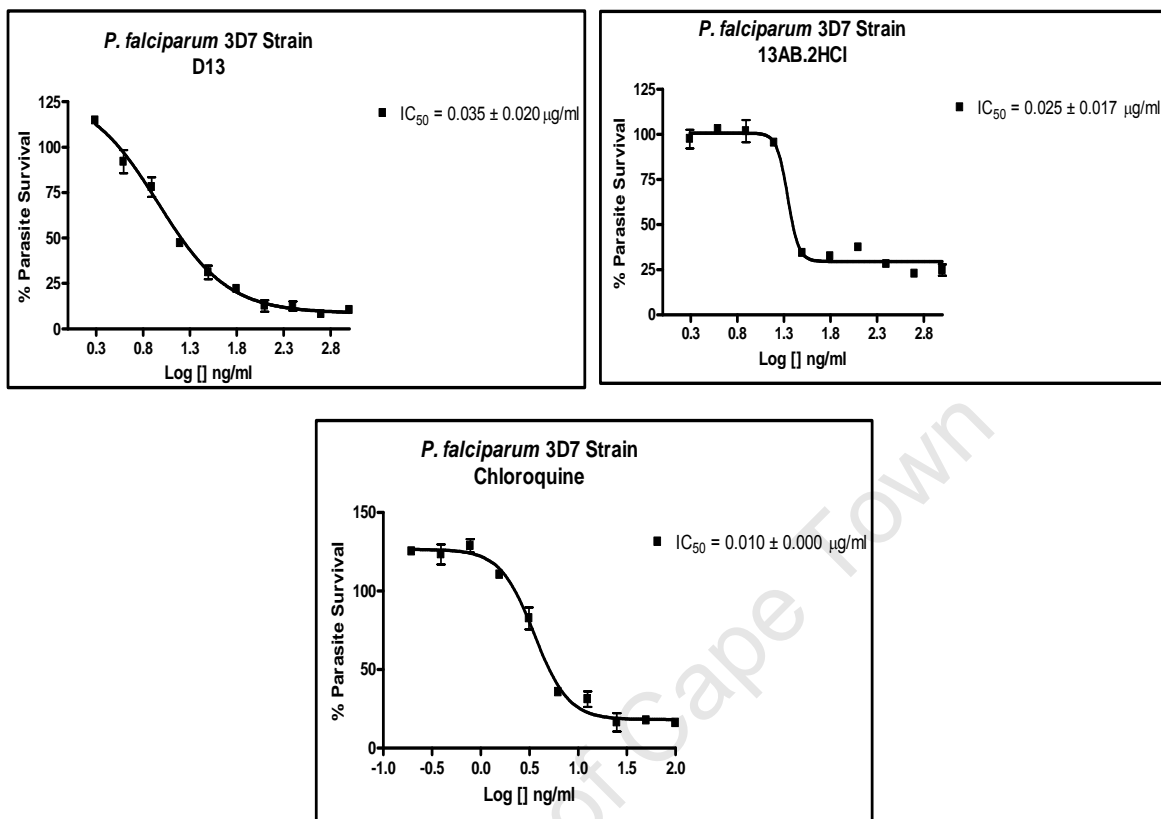 P. falciparum 3D7 Strain
D13
IC50 = 0.035 ± 0.020 µg/ml
% Parasite Survival
125
100
75
50
25
0
0.3 0.8 1.3 1.8 2.3 2.8
Log [] ng/ml
P. falciparum 3D7 Strain
13AB.2HCl
IC50 = 0.025 ± 0.017 µg/ml
% Parasite Survival
125
100
75
50
25
0
0.3 0.8 1.3 1.8 2.3 2.8
Log [] ng/ml
P. falciparum 3D7 Strain
Chloroquine
IC50 = 0.010 ± 0.000 µg/ml
% Parasite Survival
150
100
50
0
-1.0 -0.5 0.0 0.5 1.0 1.5 2.0
Log [] ng/ml
of Cape Town